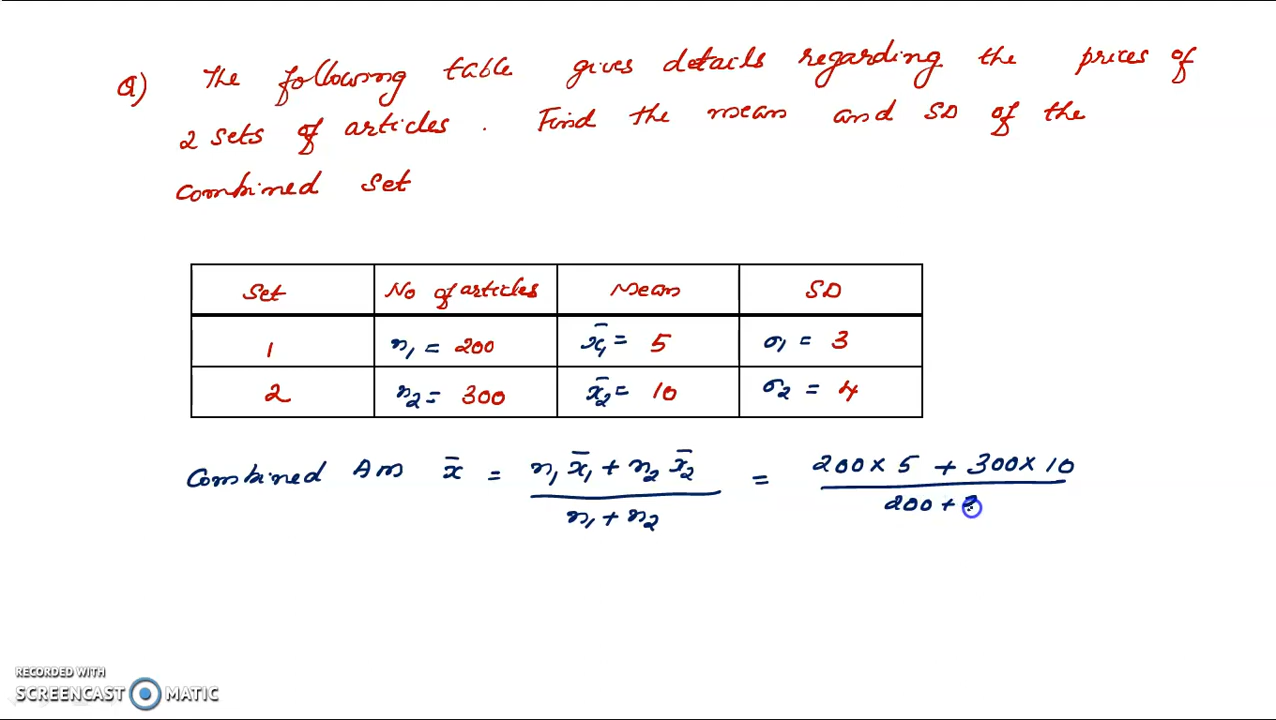 Q) The following table gives details regarding the prices of
2 sets of articles. Find the mean and SD of the
combined set
Set No of articles Mean SD
1 n₁ = 200 x̄₁ = 5 σ₁ = 3
2 n₂ = 300 x̄₂ = 10 σ₂ = 4
Combined AM x̄ = (n₁x̄₁ + n₂x̄₂) / (n₁ + n₂) = (200 × 5 + 300 × 10) / (200 +
RECORDED WITH
SCREENCAST MATIC